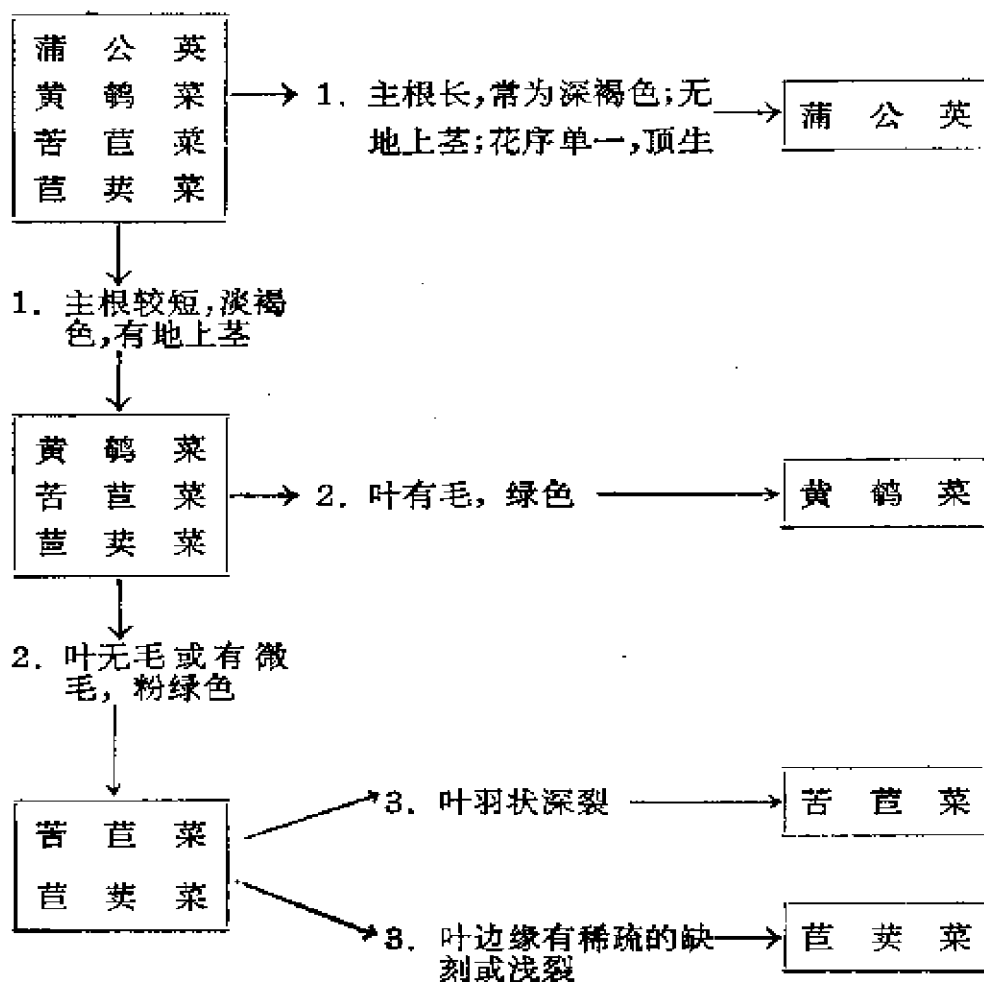 蒲公英
黄鹌菜
苦苣菜
苣荬菜
1. 主根长,常为深褐色;无
地上茎;花序单一,顶生
蒲公英
1. 主根较短,淡褐
色,有地上茎
黄鹌菜
苦苣菜
苣荬菜
2. 叶有毛, 绿色
黄鹌菜
2. 叶无毛或有微
毛, 粉绿色
苦苣菜
苣荬菜
3. 叶羽状深裂
苦苣菜
3. 叶边缘有稀疏的缺
刻或浅裂
苣荬菜